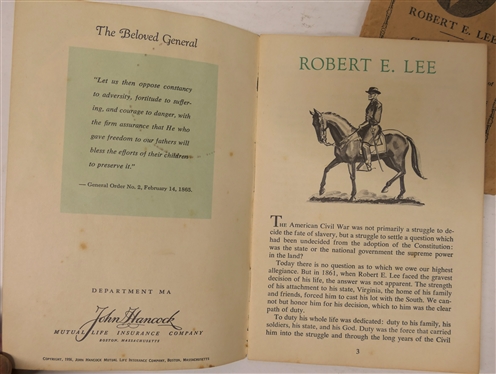 The Beloved General
"Let us then oppose constancy
to adversity, fortitude to suffer-
ing, and courage to danger, with
the firm assurance that He who
gave freedom to our fathers will
bless the efforts of their children
to preserve it."
— General Order No. 2, February 14, 1865.
DEPARTMENT MA
John Hancock
MUTUAL LIFE INSURANCE COMPANY
BOSTON, MASSACHUSETTS
COPYRIGHT, JOHN HANCOCK MUTUAL LIFE INSURANCE COMPANY, BOSTON, MASSACHUSETTS
ROBERT E. LEE
THE American Civil War was not primarily a struggle to de-
cide the fate of slavery, but a struggle to settle a question which
had been undecided from the adoption of the Constitution:
was the state or the national government the supreme power
in the land?
Today there is no question as to which we owe our highest
allegiance. But in 1861, when Robert E. Lee faced the gravest
decision of his life, the answer was not apparent. The strength
of his attachment to his state, Virginia, the home of his family
and friends, forced him to cast his lot with the South. We can-
not but honor him for his decision, which to him was the clear
path of duty.
To duty his whole life was dedicated: duty to his family, his
soldiers, his state, and his God. Duty was the force that carried
him into the struggle and through the long years of the Civil
3
ROBERT E. LEE